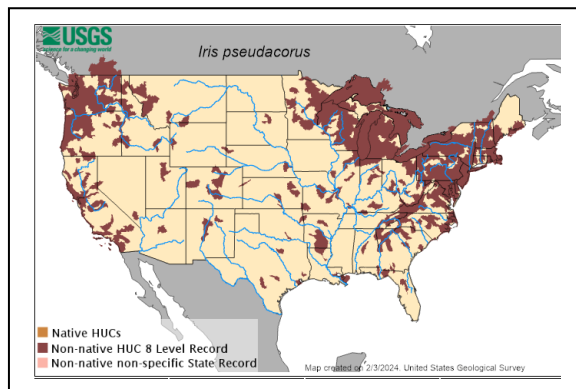 USGS
science for a changing world
Iris pseudacorus
Native HUCs
Non-native HUC 8 Level Record
Non-native non-specific State Record
Map created on 2/3/2024. United States Geological Survey